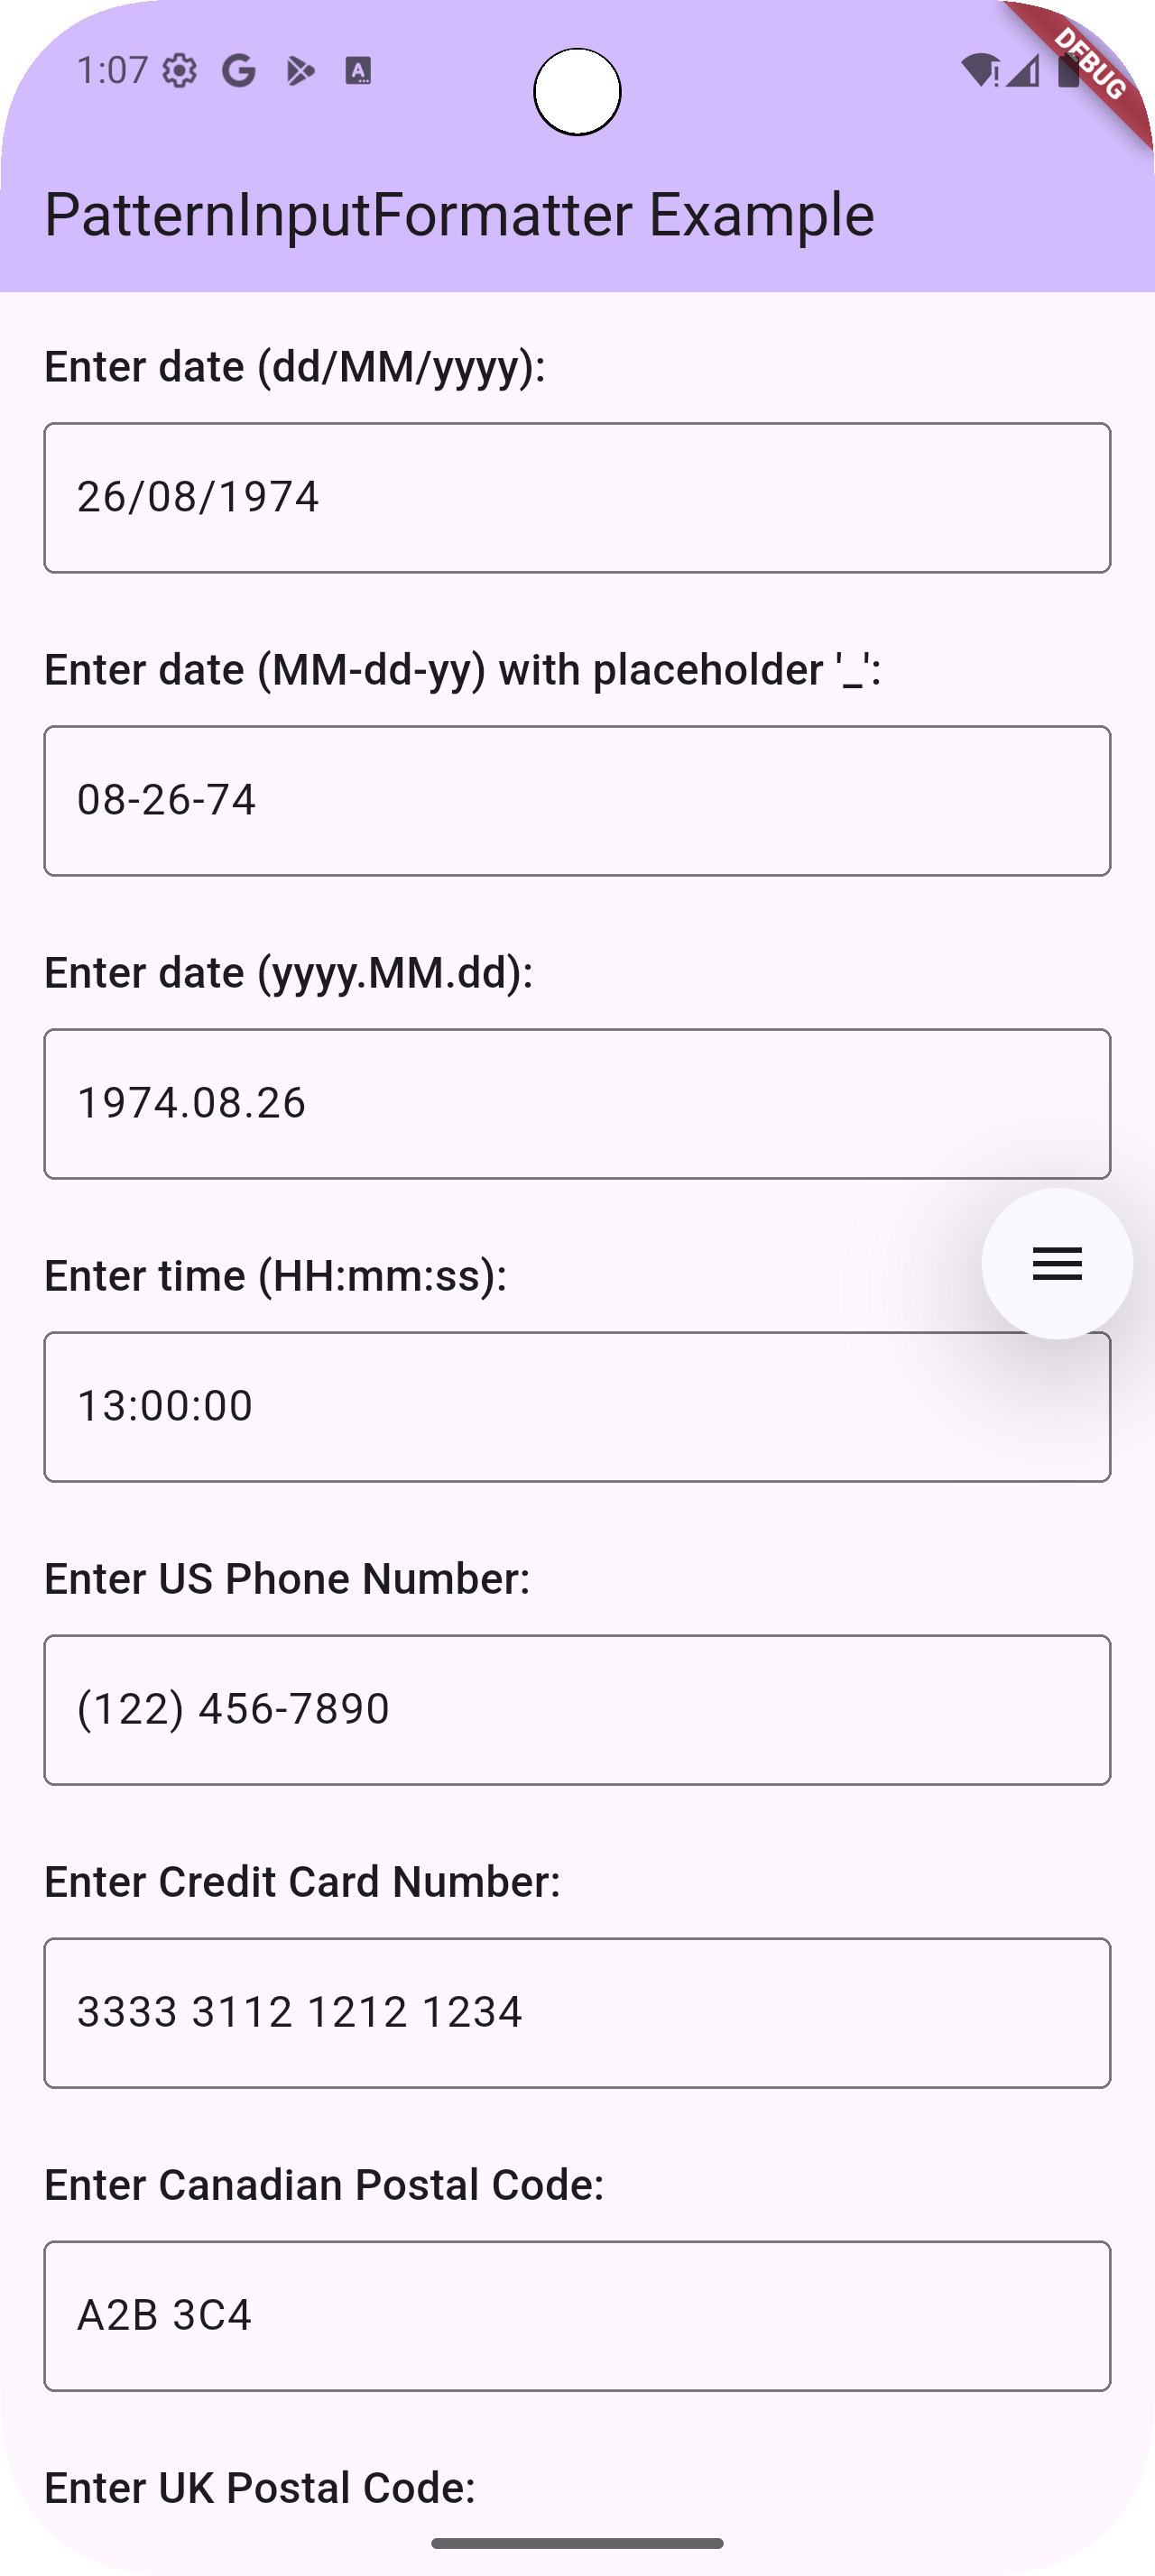 1:07
DEBUG
PatternInputFormatter Example
Enter date (dd/MM/yyyy):
26/08/1974
Enter date (MM-dd-yy) with placeholder '_':
08-26-74
Enter date (yyyy.MM.dd):
1974.08.26
Enter time (HH:mm:ss):
13:00:00
Enter US Phone Number:
(122) 456-7890
Enter Credit Card Number:
3333 3112 1212 1234
Enter Canadian Postal Code:
A2B 3C4
Enter UK Postal Code: